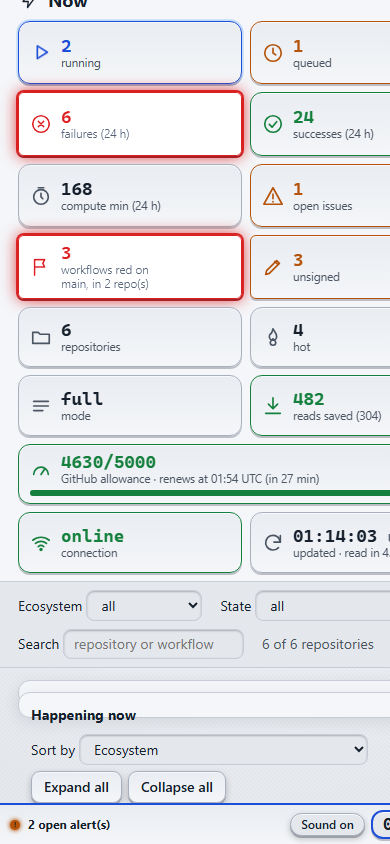 Now
2
running
1
queued
6
failures (24 h)
24
successes (24 h)
168
compute min (24 h)
1
open issues
3
workflows red on
main, in 2 repo(s)
3
unsigned
6
repositories
4
hot
full
mode
482
reads saved (304)
4630/5000
GitHub allowance · renews at 01:54 UTC (in 27 min)
online
connection
01:14:03
updated · read in 4
Ecosystem all State all
Search repository or workflow 6 of 6 repositories
Happening now
Sort by Ecosystem
Expand all Collapse all
2 open alert(s) Sound on